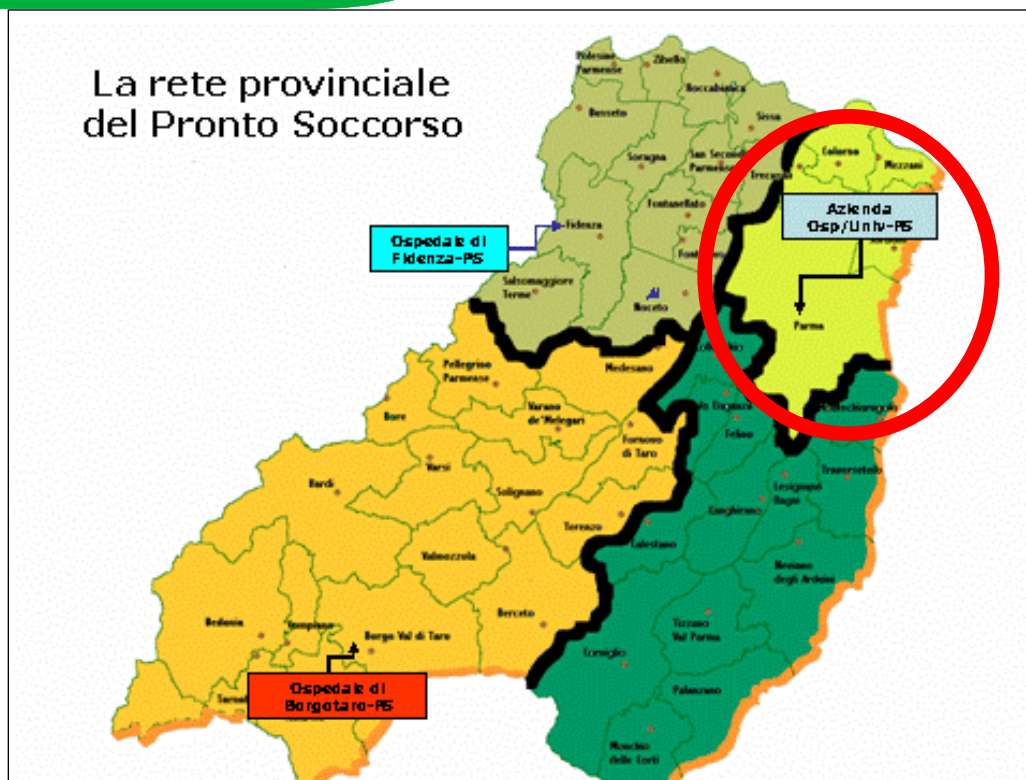 La rete provinciale
del Pronto Soccorso
Polesine
Parmense
Zibello
Roccabianca
Busseto
Sissa
Soragna
San Secondo
Parmense
Trecasali
Colorno
Mezzani
Fontanellato
Azienda
Osp/Univ-PS
Fidenza
Ospedale di
Fidenza-PS
Salsomaggiore
Terme
Noceto
Parma
Medesano
Pellegrino
Parmense
Bore
Varano
de'Melegari
Fornovo
di Taro
Felino
Montechiarugolo
Traversetolo
Lesignano
Bagni
Langhirano
Varsi
Bardi
Solignano
Terenzo
Calestano
Valmozzola
Neviano
degli Arduini
Berceto
Bedonia
Compiano
Borgo Val di Taro
Tizzano
Val Parma
Corniglio
Palanzano
Ospedale di
Borgotaro-PS
Monchio
delle Corti